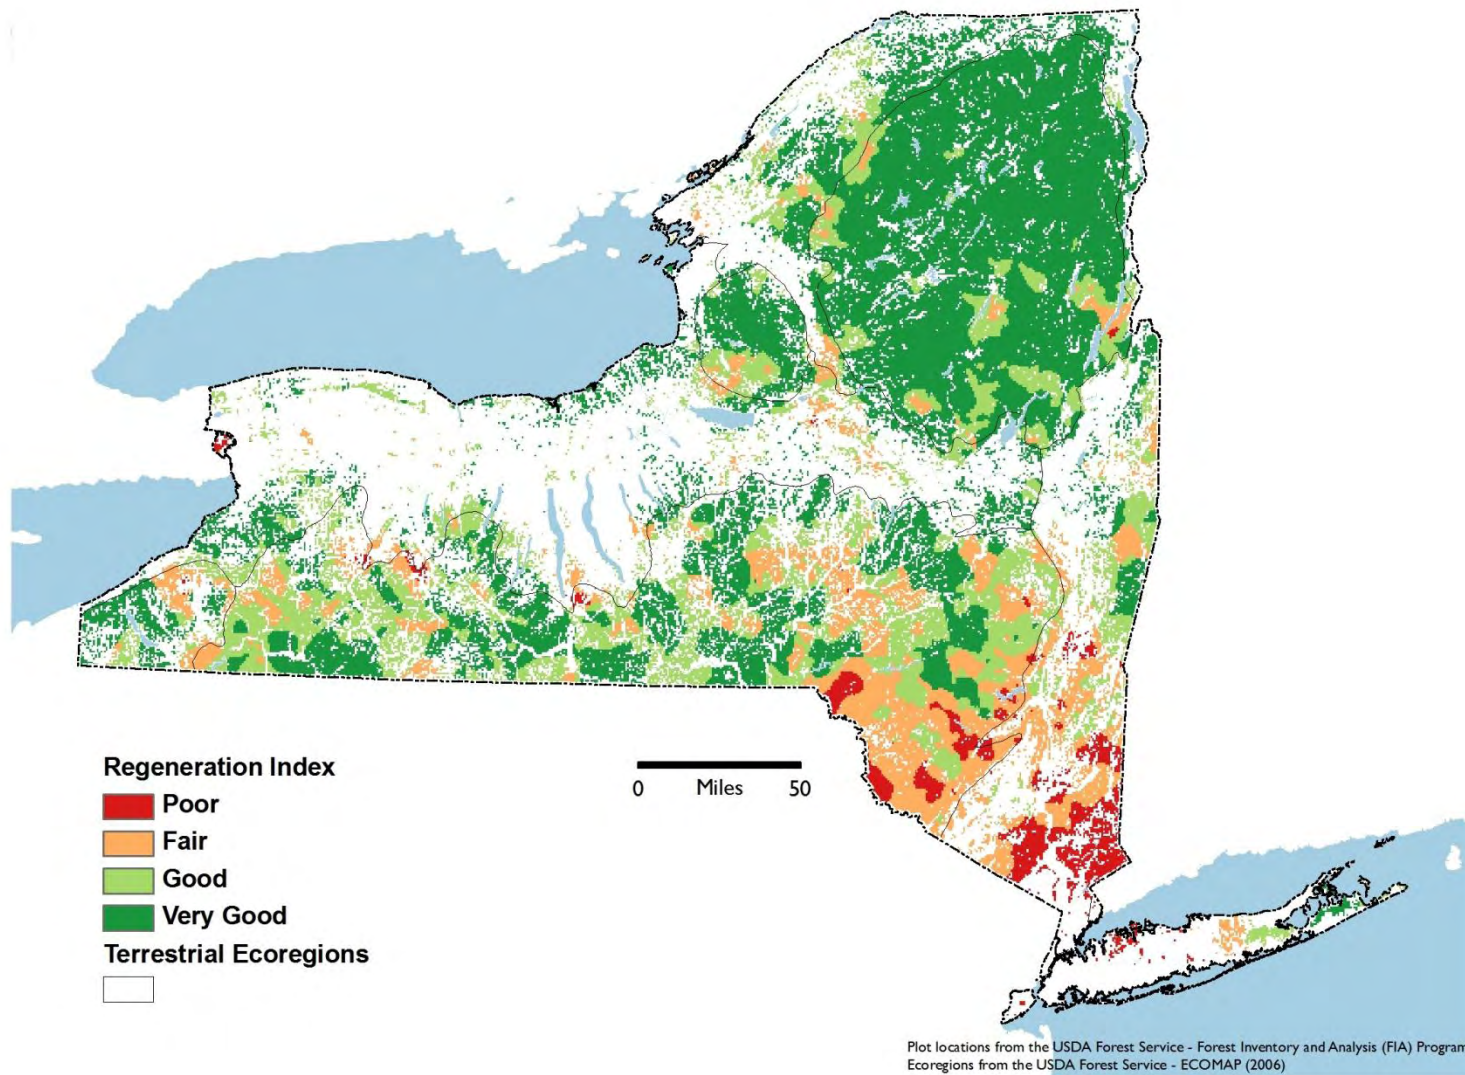 Regeneration Index
Poor
Fair
Good
Very Good
Terrestrial Ecoregions
0 Miles 50
Plot locations from the USDA Forest Service - Forest Inventory and Analysis (FIA) Program
Ecoregions from the USDA Forest Service - ECOMAP (2006)